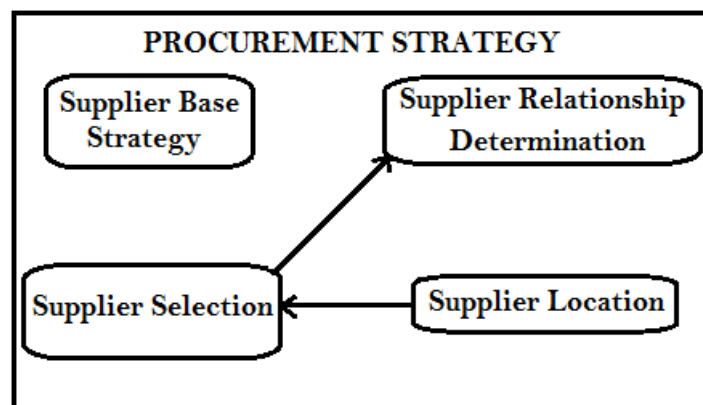 PROCUREMENT STRATEGY
Supplier Base
Strategy
Supplier Relationship
Determination
Supplier Selection
Supplier Location